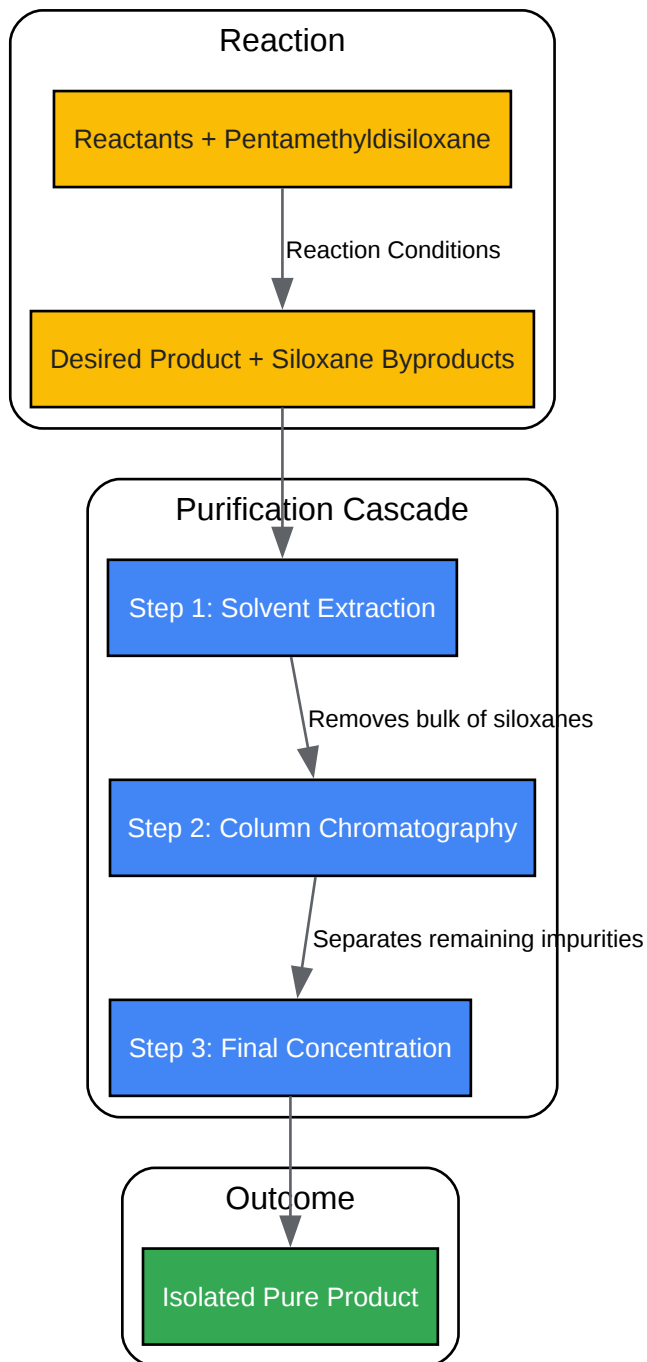 Reaction
Reactants + Pentamethyldisiloxane
Reaction Conditions
Desired Product + Siloxane Byproducts
Purification Cascade
Step 1: Solvent Extraction
Removes bulk of siloxanes
Step 2: Column Chromatography
Separates remaining impurities
Step 3: Final Concentration
Outcome
Isolated Pure Product